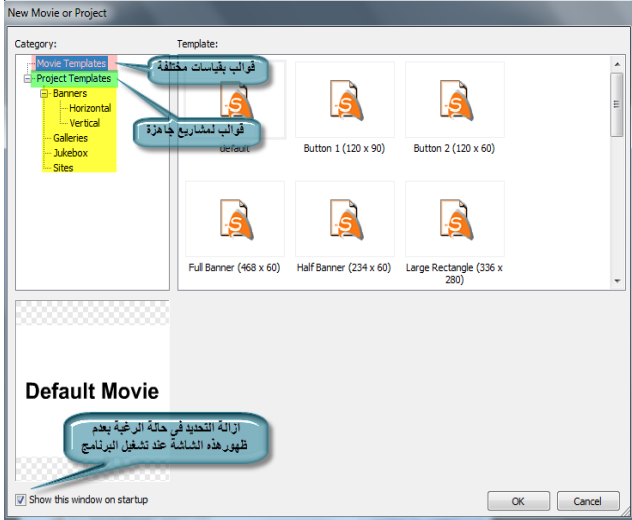 New Movie or Project
Category:
Template:
Movie Templates
Project Templates
Banners
Horizontal
Vertical
Galleries
Jukebox
Sites
قوالب بقياسات مختلفة
قوالب لمشاريع جاهزة
default
Button 1 (120 x 90)
Button 2 (120 x 60)
Full Banner (468 x 60)
Half Banner (234 x 60)
Large Rectangle (336 x
280)
Default Movie
ازالة التحديد في حالة الرغبة بعدم
ظهور هذه الشاشة عند تشغيل البرنامج
Show this window on startup
OK
Cancel